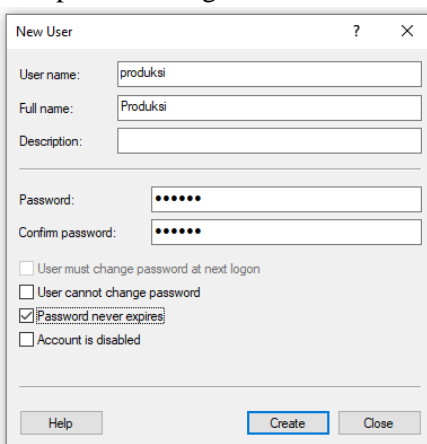 New User ? ×
User name: produksi
Full name: Produksi
Description:
Password: ●●●●●●
Confirm password: ●●●●●●
User must change password at next logon
User cannot change password
Password never expires
Account is disabled
Help Create Close